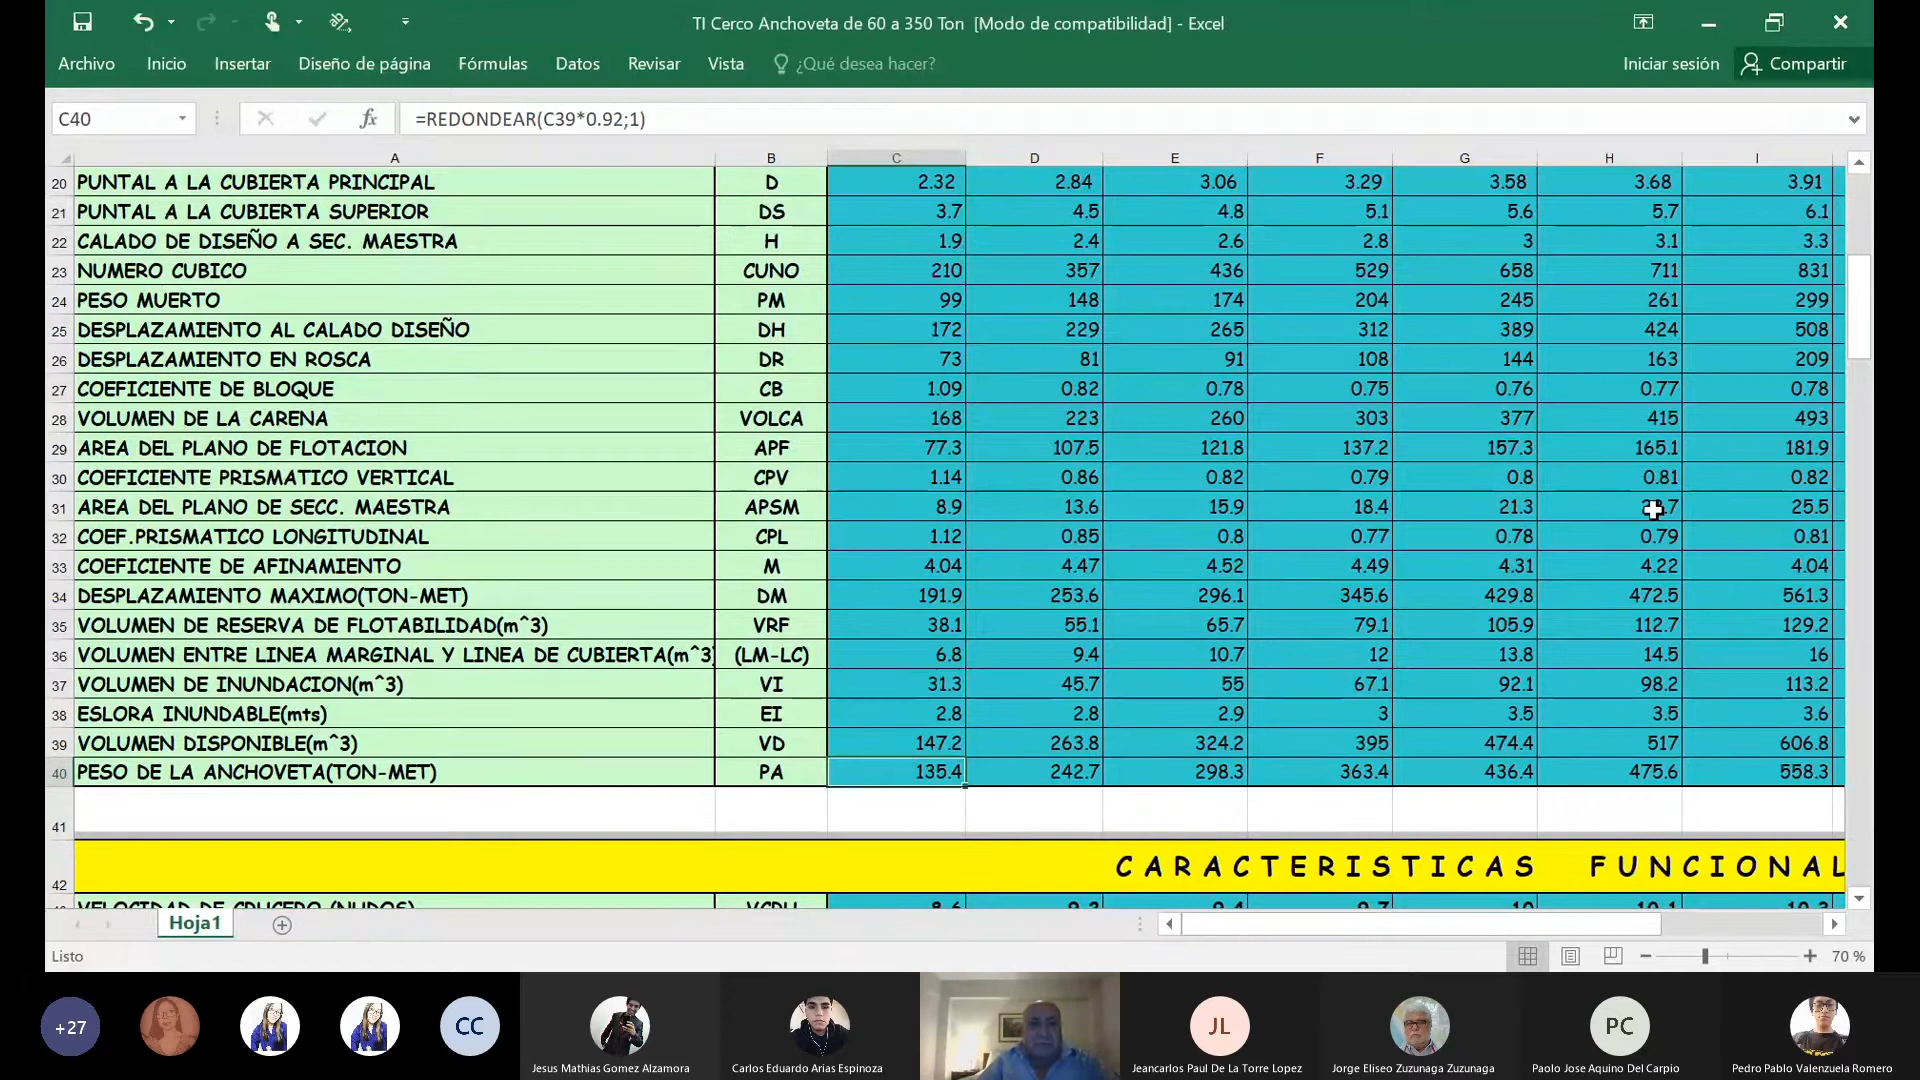 TI Cerco Anchoveta de 60 a 350 Ton [Modo de compatibilidad] - Excel
Archivo Inicio Insertar Diseño de página Fórmulas Datos Revisar Vista ¿Qué desea hacer? Iniciar sesión Compartir
C40 fx =REDONDEAR(C39*0.92;1)
A B C D E F G H I
20 PUNTAL A LA CUBIERTA PRINCIPAL D 2.32 2.84 3.06 3.29 3.58 3.68 3.91
21 PUNTAL A LA CUBIERTA SUPERIOR DS 3.7 4.5 4.8 5.1 5.6 5.7 6.1
22 CALADO DE DISEÑO A SEC. MAESTRA H 1.9 2.4 2.6 2.8 3 3.1 3.3
23 NUMERO CUBICO CUNO 210 357 436 529 658 711 831
24 PESO MUERTO PM 99 148 174 204 245 261 299
25 DESPLAZAMIENTO AL CALADO DISEÑO DH 172 229 265 312 389 424 508
26 DESPLAZAMIENTO EN ROSCA DR 73 81 91 108 144 163 209
27 COEFICIENTE DE BLOQUE CB 1.09 0.82 0.78 0.75 0.76 0.77 0.78
28 VOLUMEN DE LA CARENA VOLCA 168 223 260 303 377 415 493
29 AREA DEL PLANO DE FLOTACION APF 77.3 107.5 121.8 137.2 157.3 165.1 181.9
30 COEFICIENTE PRISMATICO VERTICAL CPV 1.14 0.86 0.82 0.79 0.8 0.81 0.82
31 AREA DEL PLANO DE SECC. MAESTRA APSM 8.9 13.6 15.9 18.4 21.3 25.5
32 COEF.PRISMATICO LONGITUDINAL CPL 1.12 0.85 0.8 0.77 0.78 0.79 0.81
33 COEFICIENTE DE AFINAMIENTO M 4.04 4.47 4.52 4.49 4.31 4.22 4.04
34 DESPLAZAMIENTO MAXIMO(TON-MET) DM 191.9 253.6 296.1 345.6 429.8 472.5 561.3
35 VOLUMEN DE RESERVA DE FLOTABILIDAD(m^3) VRF 38.1 55.1 65.7 79.1 105.9 112.7 129.2
36 VOLUMEN ENTRE LINEA MARGINAL Y LINEA DE CUBIERTA(m^3) (LM-LC) 6.8 9.4 10.7 12 13.8 14.5 16
37 VOLUMEN DE INUNDACION(m^3) VI 31.3 45.7 55 67.1 92.1 98.2 113.2
38 ESLORA INUNDABLE(mts) EI 2.8 2.8 2.9 3 3.5 3.5 3.6
39 VOLUMEN DISPONIBLE(m^3) VD 147.2 263.8 324.2 395 474.4 517 606.8
40 PESO DE LA ANCHOVETA(TON-MET) PA 135.4 242.7 298.3 363.4 436.4 475.6 558.3
41
42 CARACTERISTICAS FUNCIONAL
VELOCIDAD DE CRUCERO (NUDOS)
Hoja1
Listo 70 %
+27 CC JL PC
Jesus Mathias Gomez Alzamora Carlos Eduardo Arias Espinoza Jeancarlos Paul De La Torre Lopez Jorge Eliseo Zuzunaga Zuzunaga Paolo Jose Aquino Del Carpio Pedro Pablo Valenzuela Romero